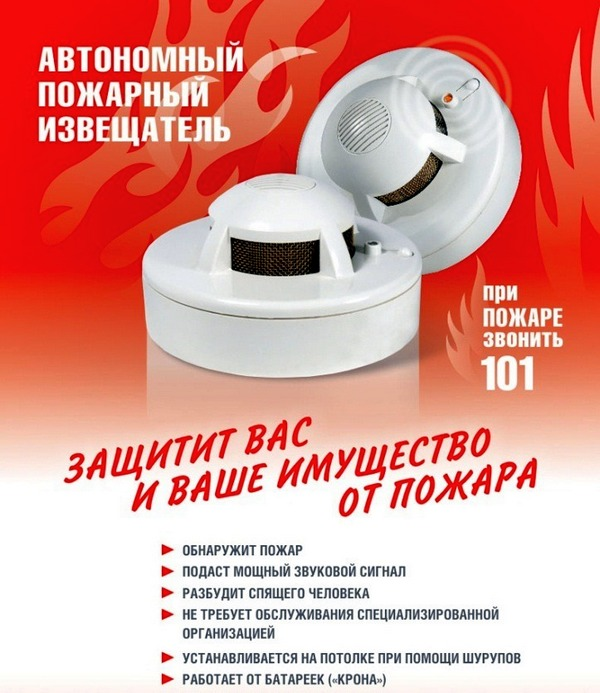 АВТОНОМНЫЙ
ПОЖАРНЫЙ
ИЗВЕЩАТЕЛЬ
при
ПОЖАРЕ
звонить
101
ЗАЩИТИТ ВАС
И ВАШЕ ИМУЩЕСТВО
ОТ ПОЖАРА
ОБНАРУЖИТ ПОЖАР
ПОДАСТ МОЩНЫЙ ЗВУКОВОЙ СИГНАЛ
РАЗБУДИТ СПЯЩЕГО ЧЕЛОВЕКА
НЕ ТРЕБУЕТ ОБСЛУЖИВАНИЯ СПЕЦИАЛИЗИРОВАННОЙ
ОРГАНИЗАЦИЕЙ
УСТАНАВЛИВАЕТСЯ НА ПОТОЛКЕ ПРИ ПОМОЩИ ШУРУПОВ
РАБОТАЕТ ОТ БАТАРЕЕК («КРОНА»)